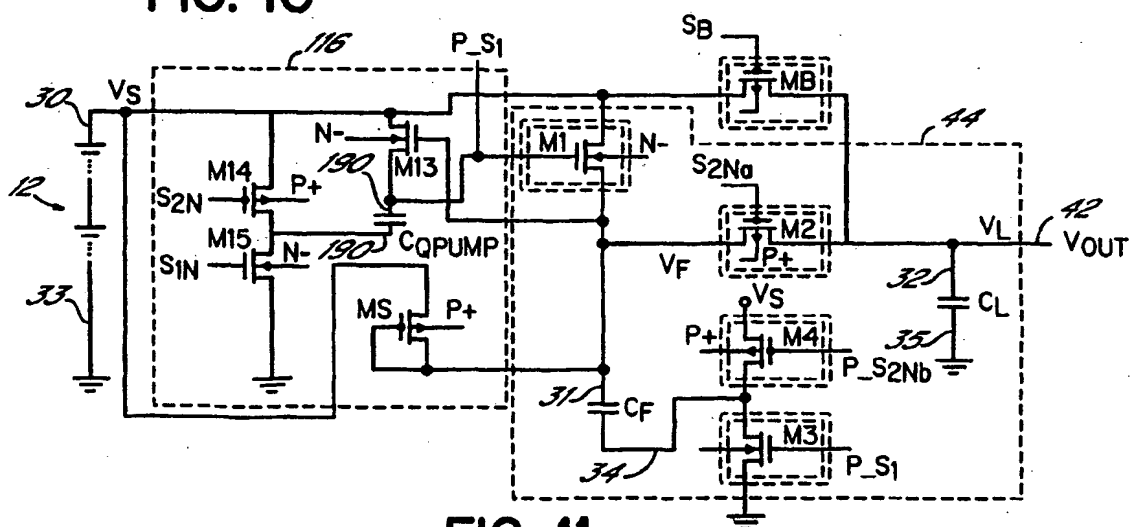 FIG. 10
116
P_S1
SB
30
VS
MB
44
N-
M1
N-
12
M14
190
M13
S2Na
42
S2N
P+
M2
VL
VOUT
M15
S1N
N-
190
CQPUMP
VF
P+
32
CL
33
MS
P+
VS
P+
M4
35
P_S2Nb
31
CF
M3
34
P_S1
FIG. 11